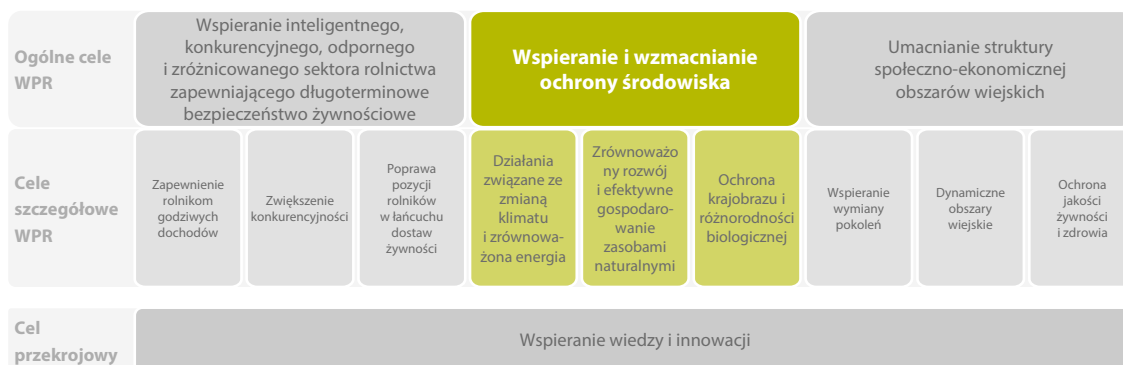 Ogólne cele
WPR
Wspieranie inteligentnego,
konkurencyjnego, odpornego
i zróżnicowanego sektora rolnictwa
zapewniającego długoterminowe
bezpieczeństwo żywnościowe
Wspieranie i wzmacnianie
ochrony środowiska
Umacnianie struktury
społeczno-ekonomicznej
obszarów wiejskich
Cele
szczegółowe
WPR
Zapewnienie
rolnikom
godziwych
dochodów
Zwiększenie
konkurencyjności
Poprawa
pozycji
rolników
w łańcuchu
dostaw
żywności
Działania
związane ze
zmianą
klimatu
i zrównowa-
żona energia
Zrównoważo
ny rozwój
i efektywne
gospodaro-
wanie
zasobami
naturalnymi
Ochrona
krajobrazu i
różnorodności
biologicznej
Wspieranie
wymiany
pokoleń
Dynamiczne
obszary
wiejskie
Ochrona
jakości
żywności
i zdrowia
Cel
przekrojowy
Wspieranie wiedzy i innowacji